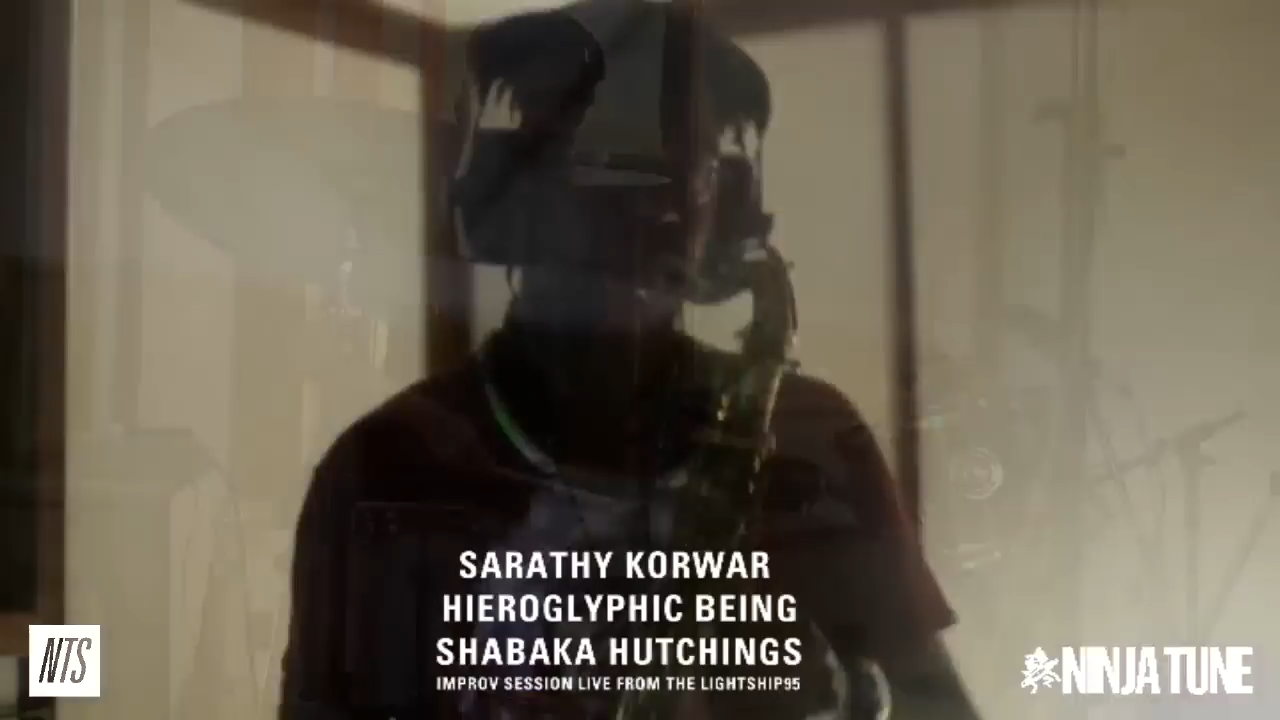 SARATHY KORWAR
HIEROGLYPHIC BEING
SHABAKA HUTCHINGS
IMPROV SESSION LIVE FROM THE LIGHTSHIP95
NTS
NINJA TUNE